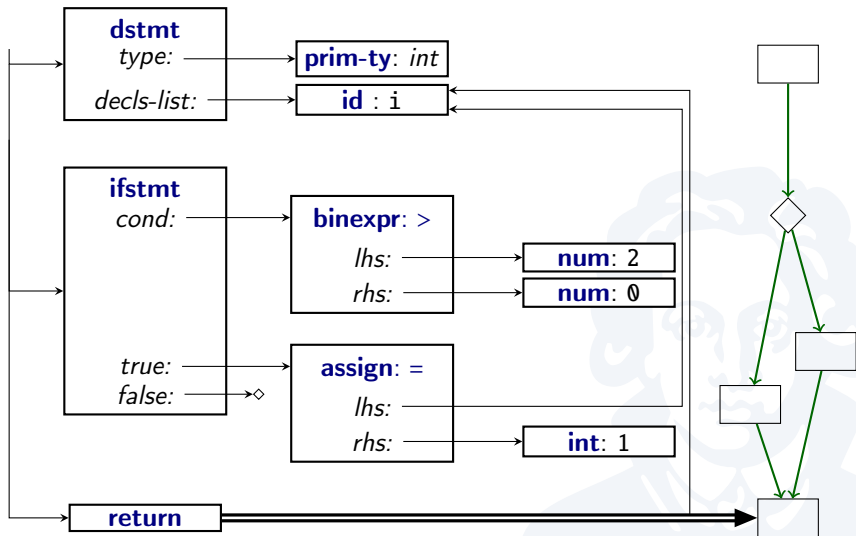 dstmt
type:
prim-ty: int
decls-list:
id : i
ifstmt
cond:
binexpr: >
lhs:
num: 2
rhs:
num: 0
true:
assign: =
false:
lhs:
rhs:
int: 1
return